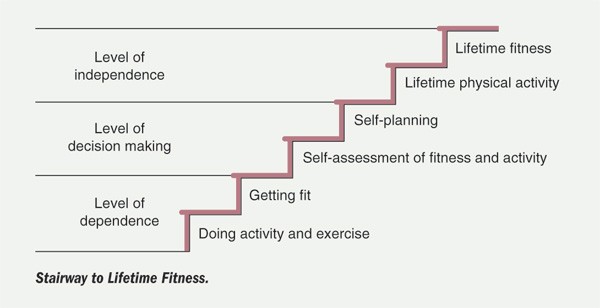 Lifetime fitness
Level of
independence
Lifetime physical activity
Self-planning
Level of
decision making
Self-assessment of fitness and activity
Getting fit
Level of
dependence
Doing activity and exercise
Stairway to Lifetime Fitness.